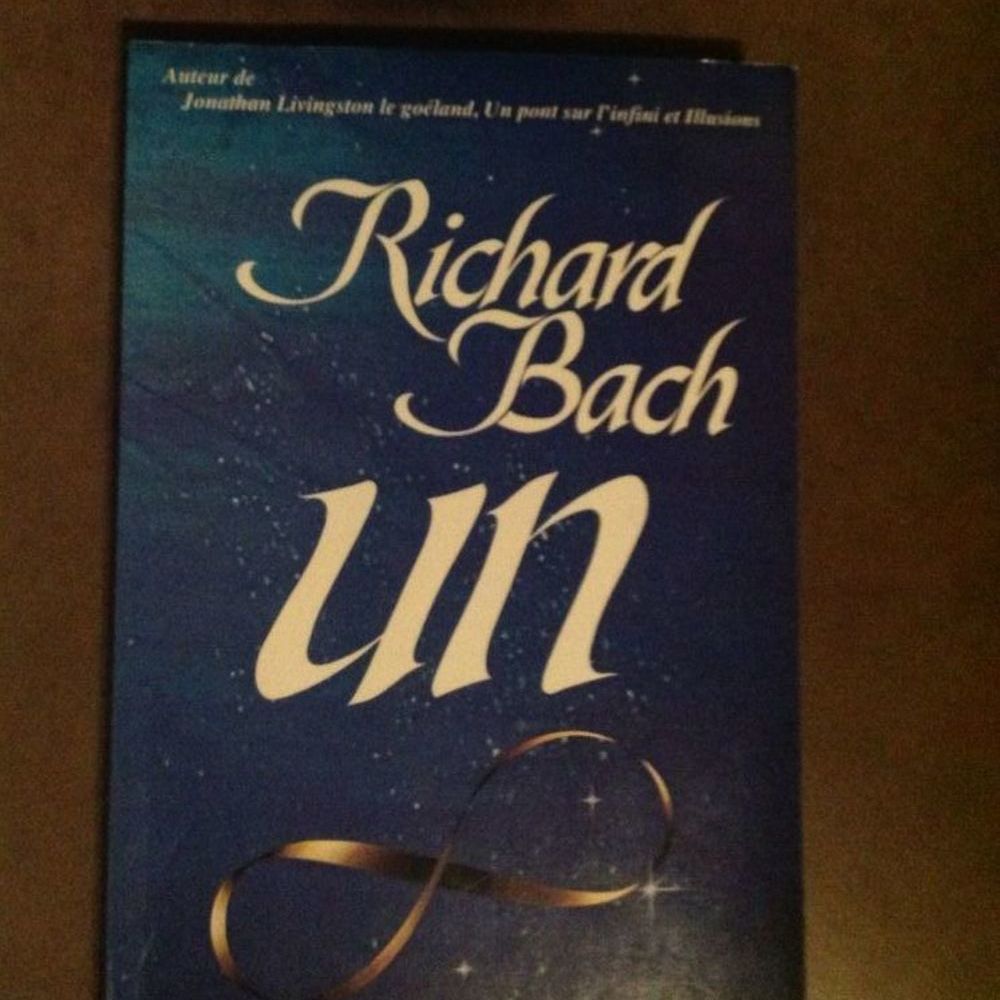 Auteur de
Jonathan Livingston le goéland, Un pont sur l'infini et Illusions
Richard
Bach
un